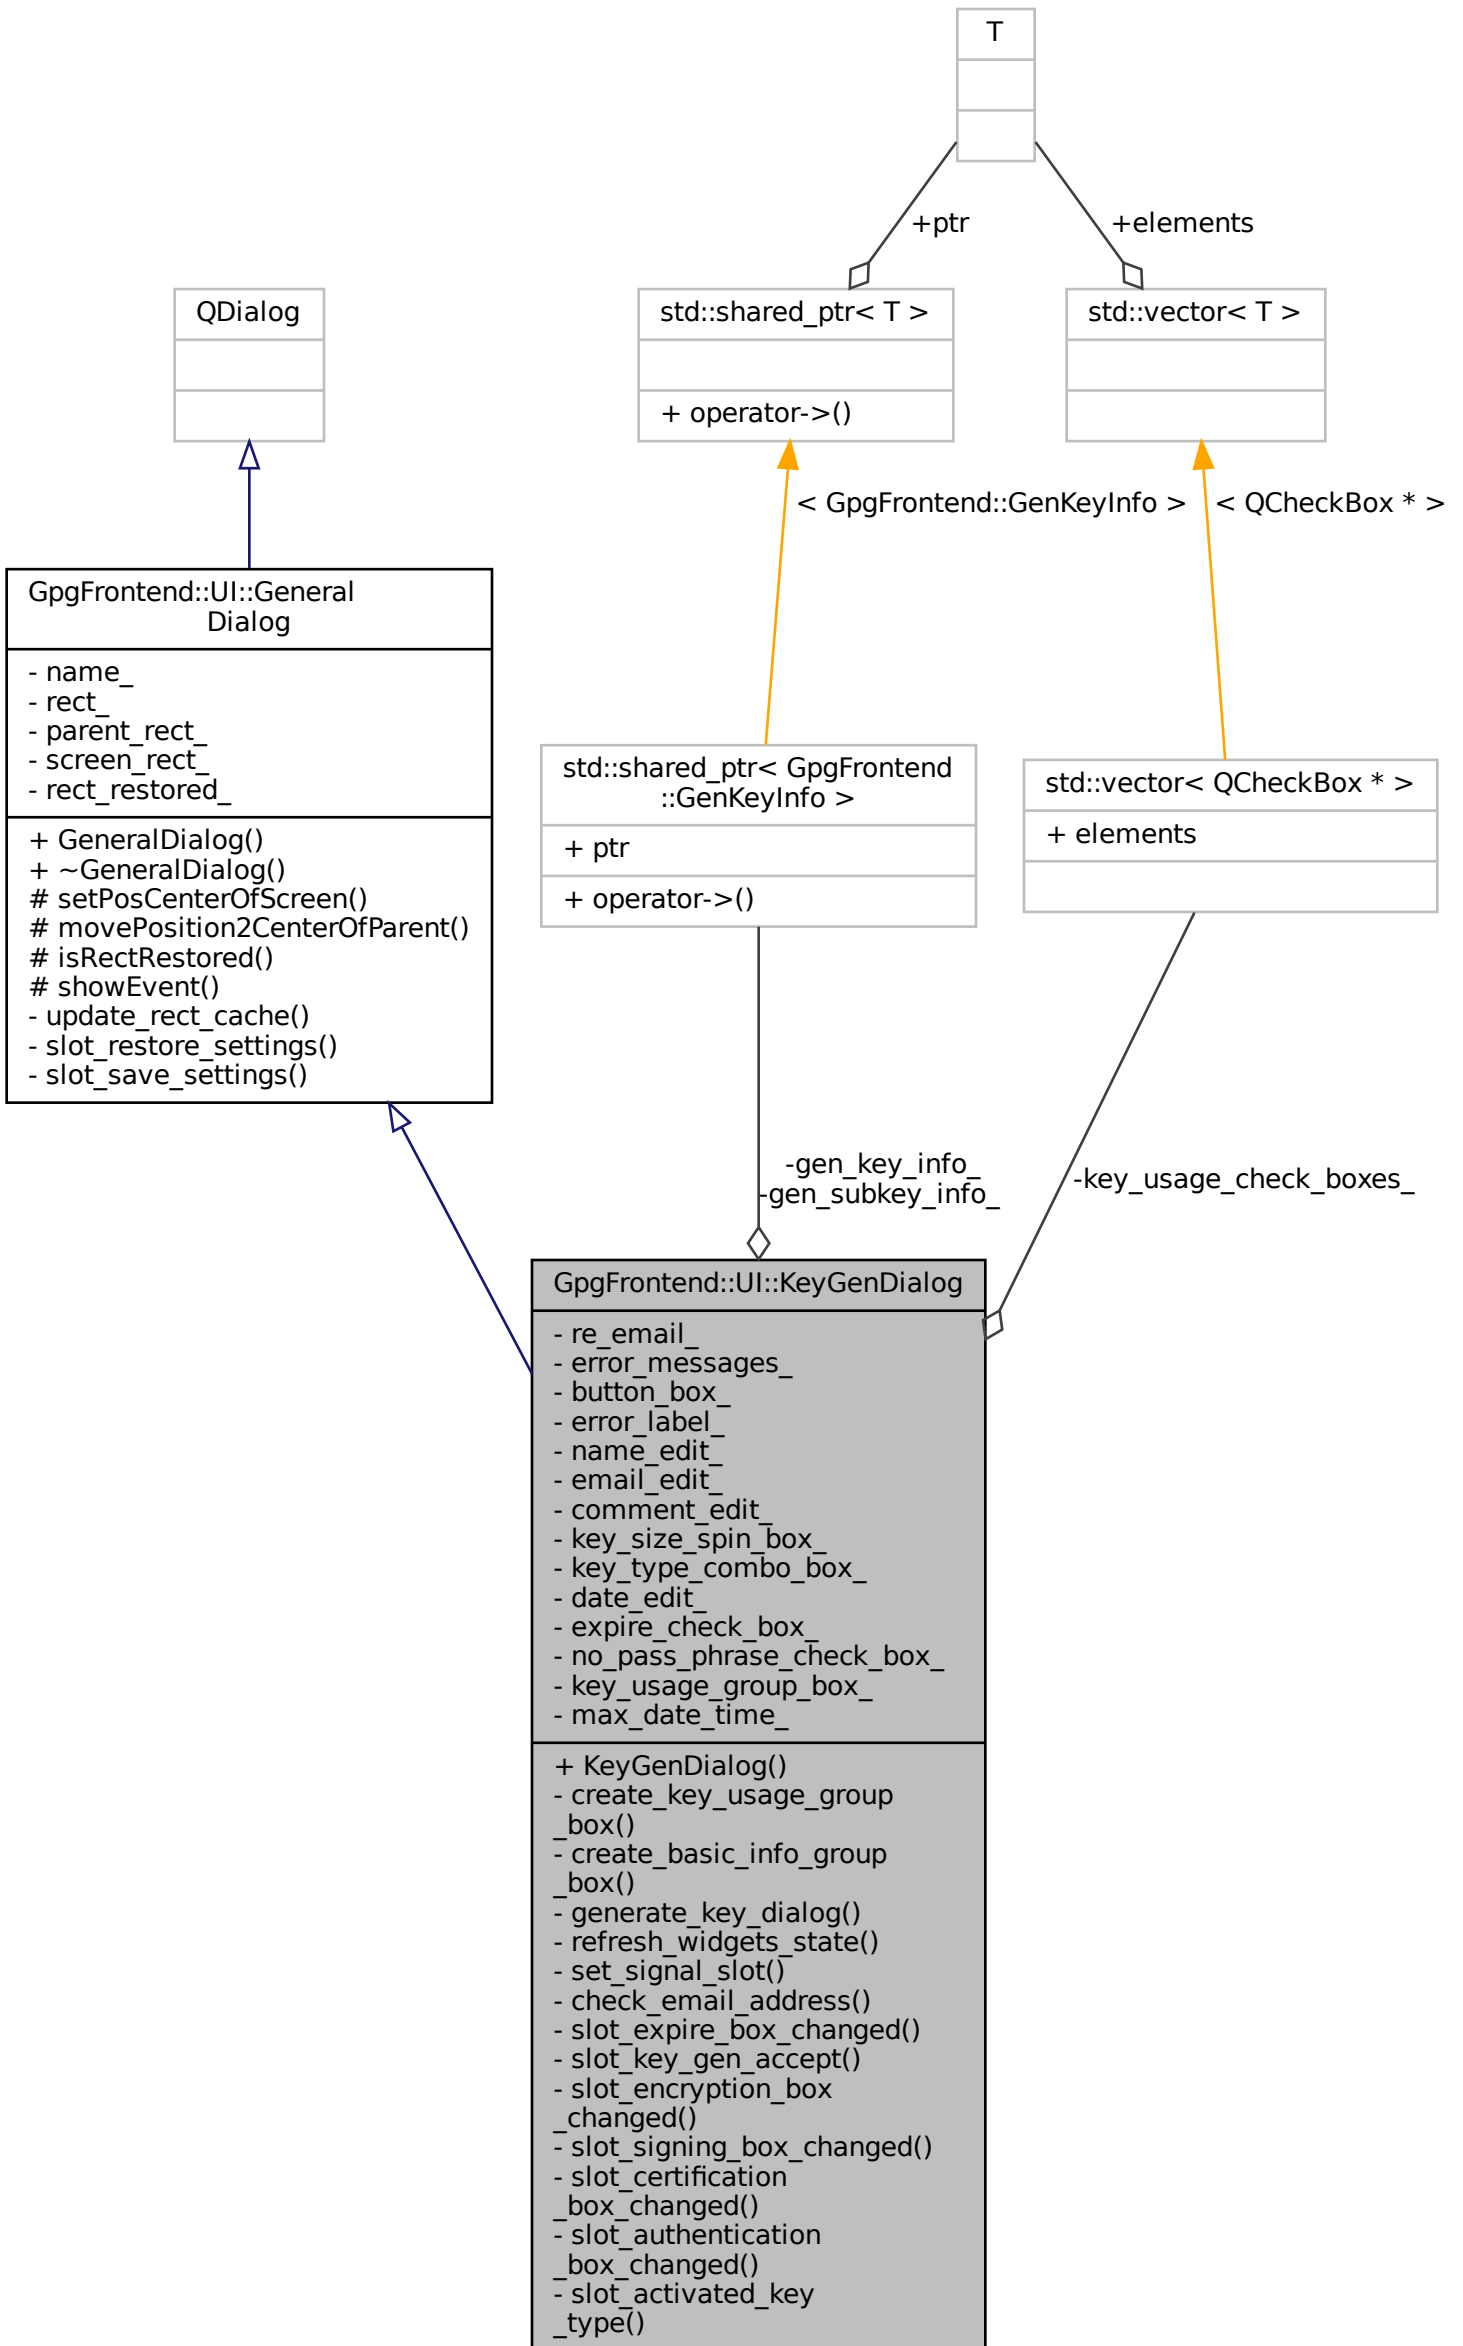 T
+ptr
+elements
QDialog
std::shared_ptr< T >
+ operator->()
std::vector< T >
< GpgFrontend::GenKeyInfo >
< QCheckBox * >
GpgFrontend::UI::General
Dialog
- name_
- rect_
- parent_rect_
- screen_rect_
- rect_restored_
+ GeneralDialog()
+ ~GeneralDialog()
# setPosCenterOfScreen()
# movePosition2CenterOfParent()
# isRectRestored()
# showEvent()
- update_rect_cache()
- slot_restore_settings()
- slot_save_settings()
std::shared_ptr< GpgFrontend
::GenKeyInfo >
+ ptr
+ operator->()
std::vector< QCheckBox * >
+ elements
-gen_key_info_
-gen_subkey_info_
-key_usage_check_boxes_
GpgFrontend::UI::KeyGenDialog
- re_email_
- error_messages_
- button_box_
- error_label_
- name_edit_
- email_edit_
- comment_edit_
- key_size_spin_box_
- key_type_combo_box_
- date_edit_
- expire_check_box_
- no_pass_phrase_check_box_
- key_usage_group_box_
- max_date_time_
+ KeyGenDialog()
- create_key_usage_group
_box()
- create_basic_info_group
_box()
- generate_key_dialog()
- refresh_widgets_state()
- set_signal_slot()
- check_email_address()
- slot_expire_box_changed()
- slot_key_gen_accept()
- slot_encryption_box
_changed()
- slot_signing_box_changed()
- slot_certification
_box_changed()
- slot_authentication
_box_changed()
- slot_activated_key
_type()